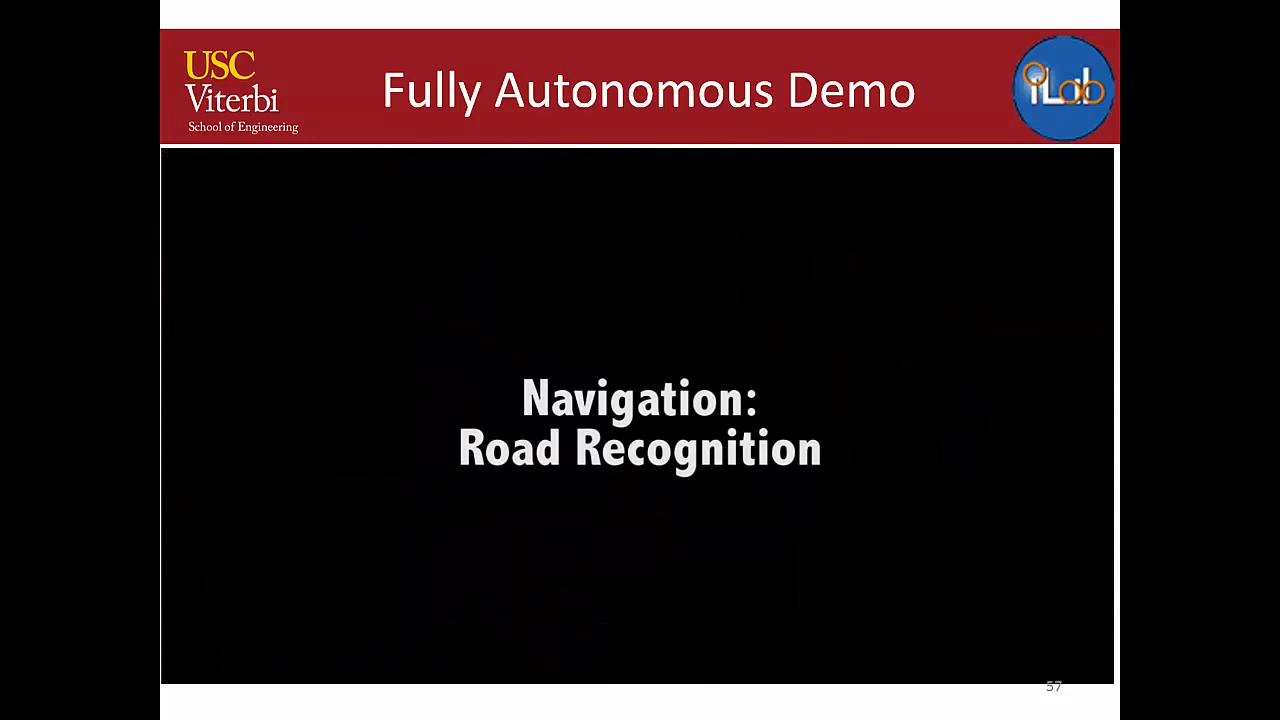 USC
Viterbi
School of Engineering
Fully Autonomous Demo
iLab
Navigation:
Road Recognition
57